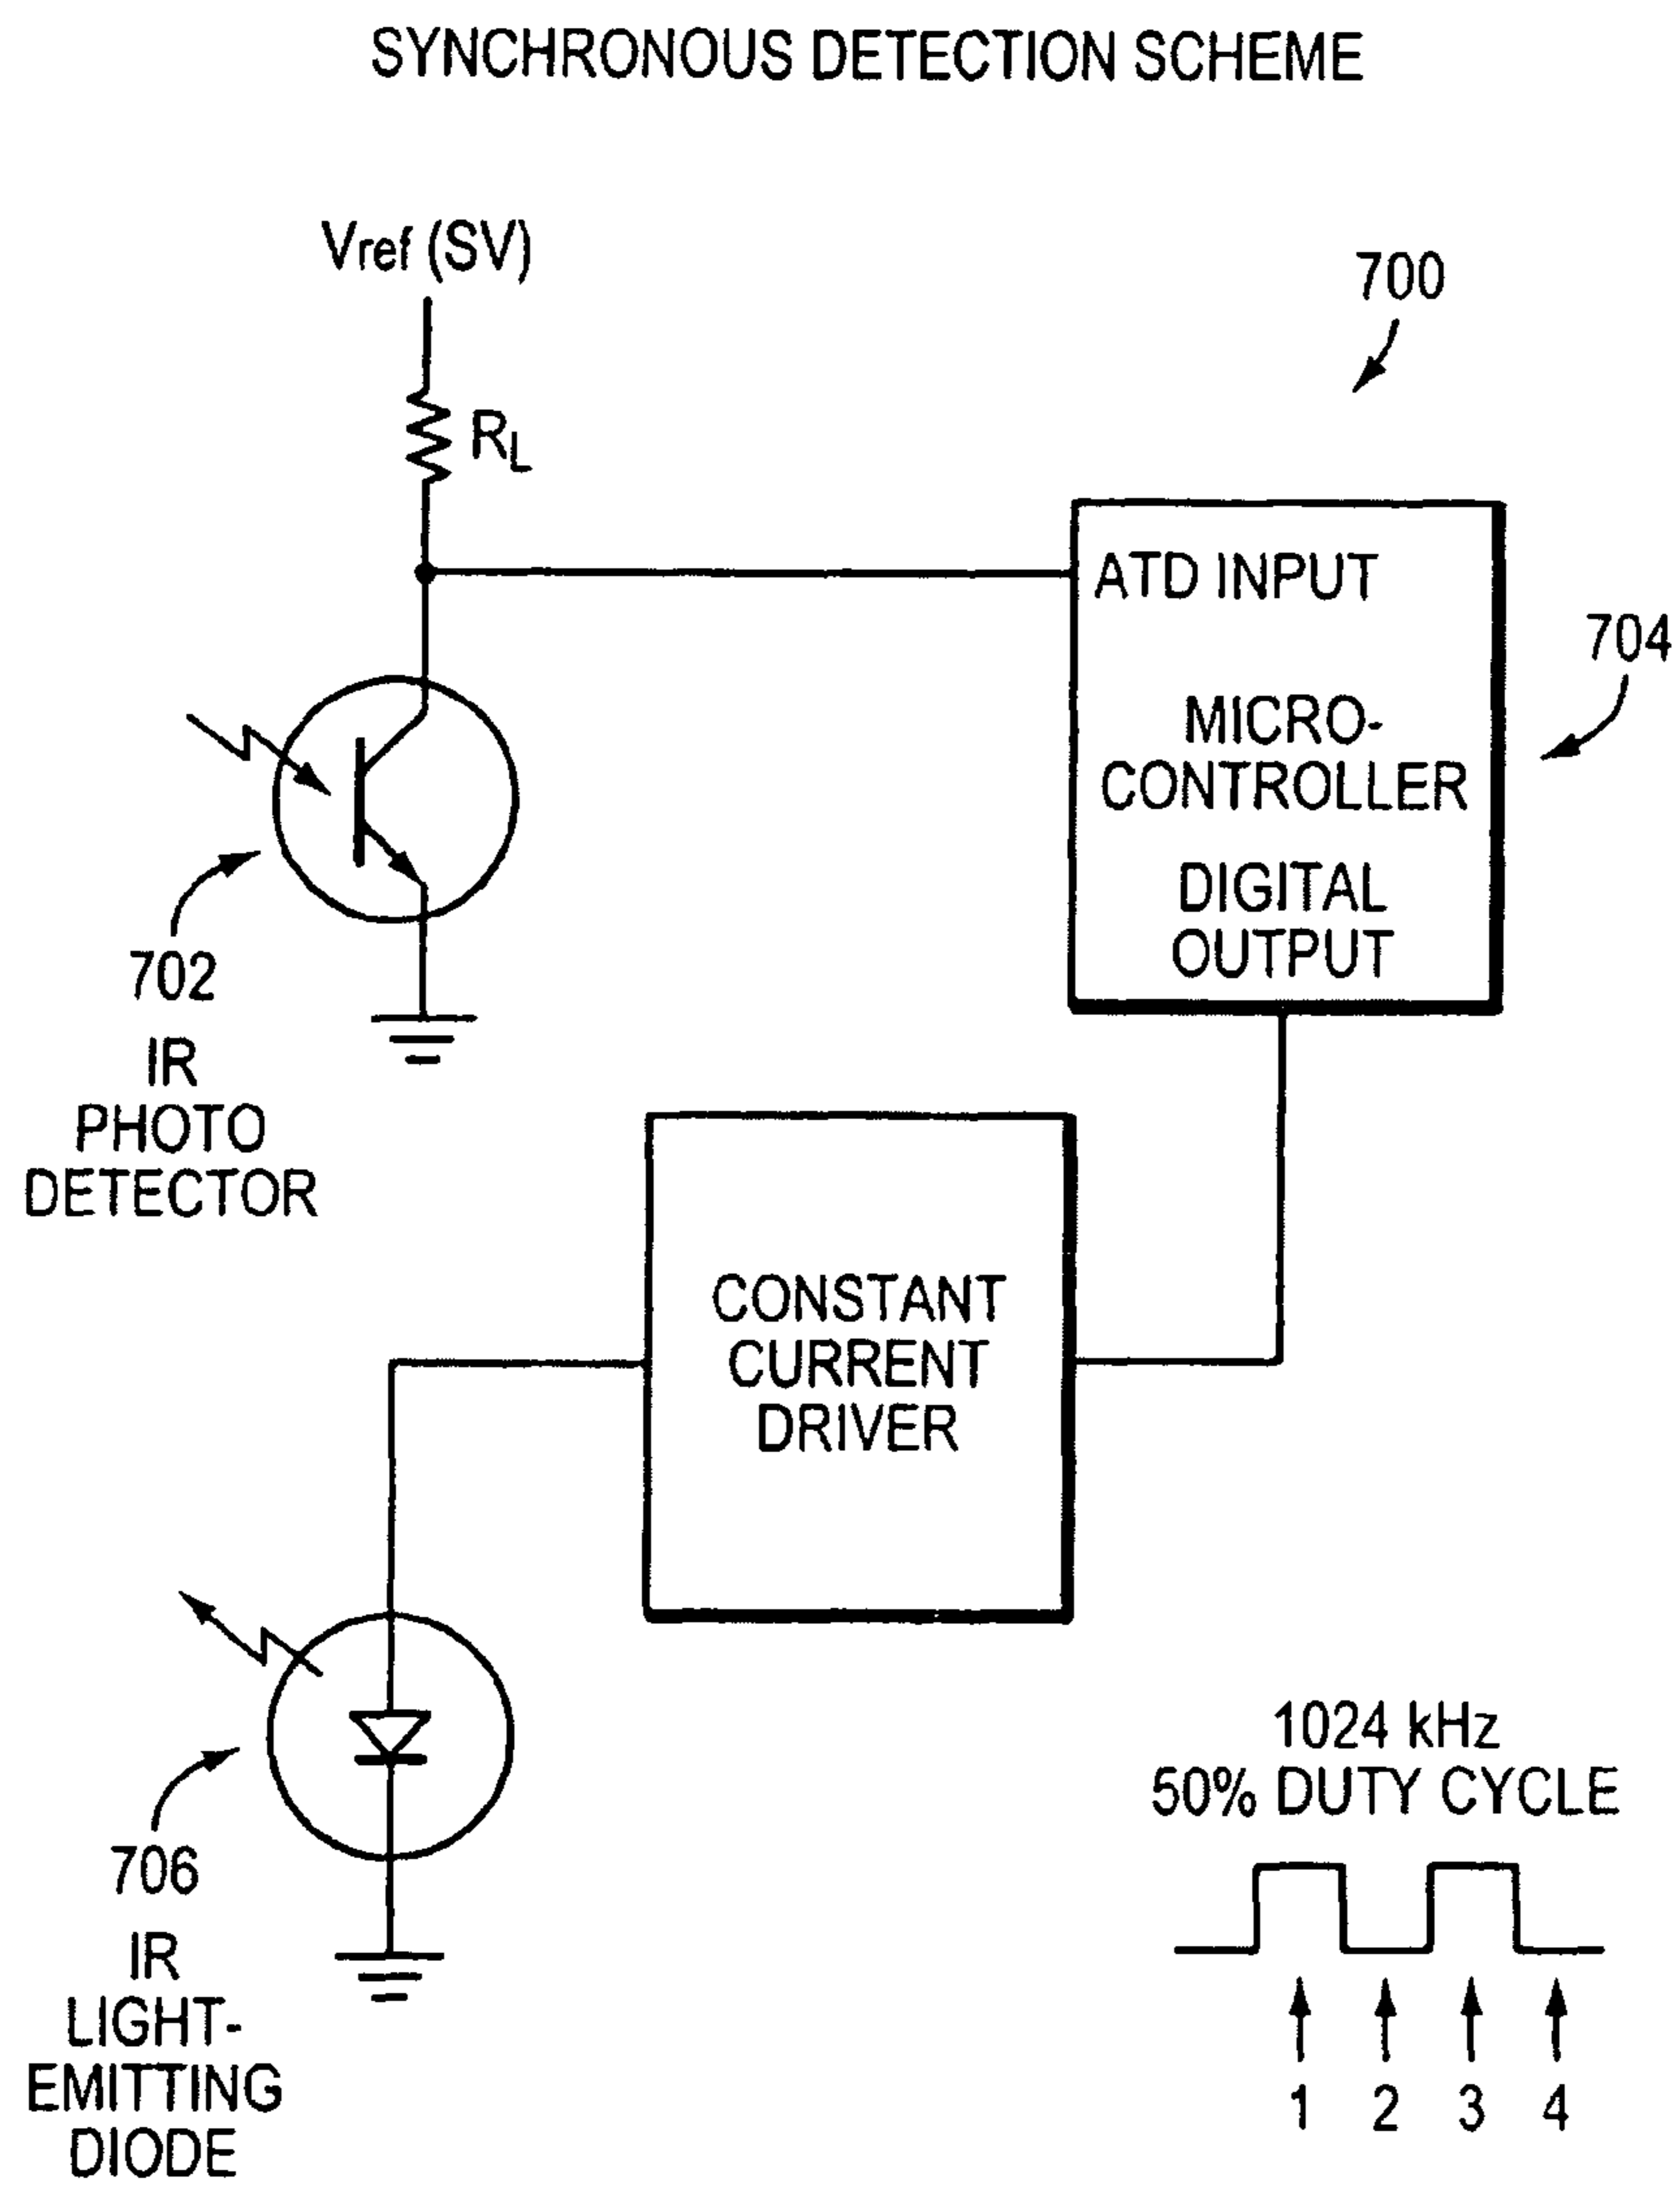 SYNCHRONOUS DETECTION SCHEME
Vref (SV)
700
RL
ATD INPUT
704
MICRO-
CONTROLLER
DIGITAL
OUTPUT
702
IR
PHOTO
DETECTOR
CONSTANT
CURRENT
DRIVER
1024 kHz
50% DUTY CYCLE
706
IR
LIGHT-
EMITTING
DIODE
1 2 3 4